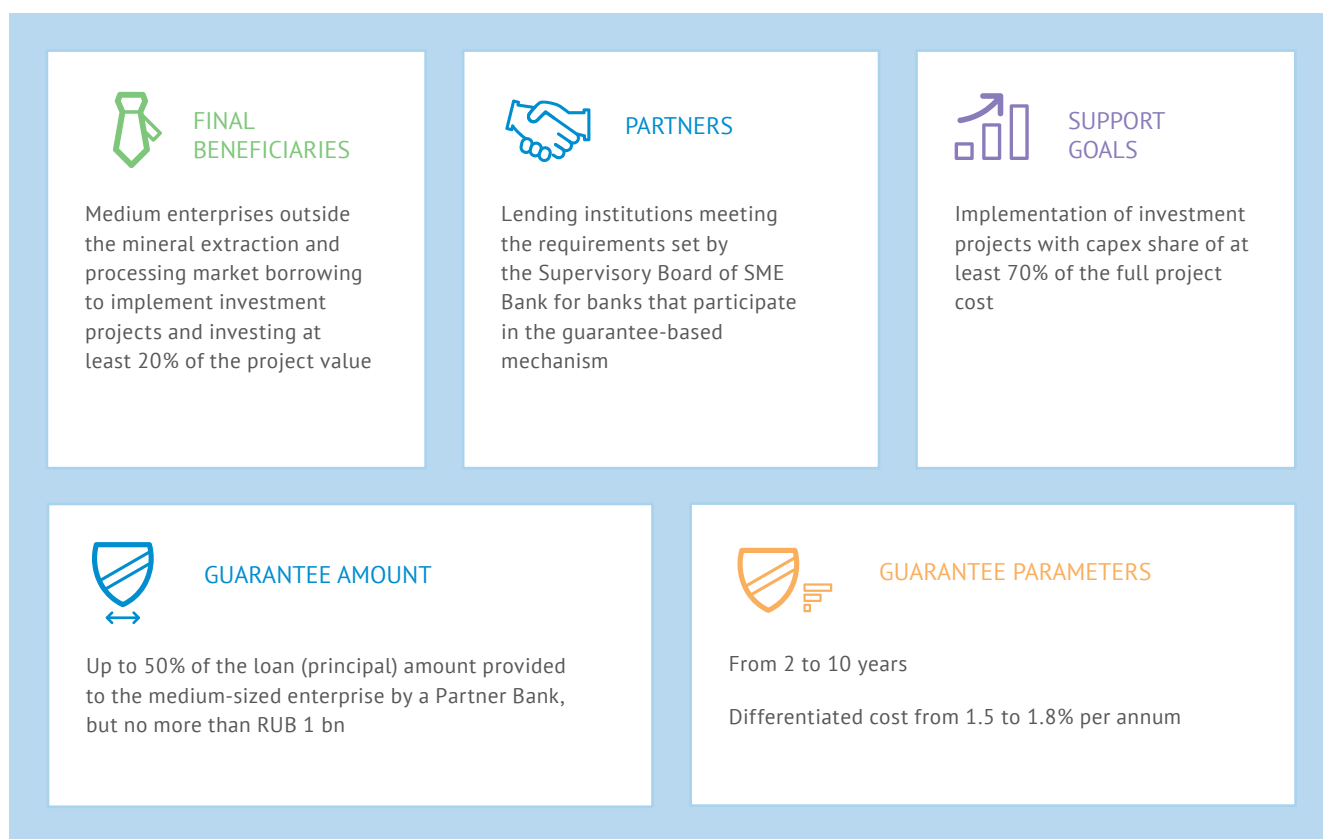 FINAL
BENEFICIARIES
Medium enterprises outside
the mineral extraction and
processing market borrowing
to implement investment
projects and investing at
least 20% of the project value
PARTNERS
Lending institutions meeting
the requirements set by
the Supervisory Board of SME
Bank for banks that participate
in the guarantee-based
mechanism
SUPPORT
GOALS
Implementation of investment
projects with capex share of at
least 70% of the full project
cost
GUARANTEE AMOUNT
Up to 50% of the loan (principal) amount provided
to the medium-sized enterprise by a Partner Bank,
but no more than RUB 1 bn
GUARANTEE PARAMETERS
From 2 to 10 years
Differentiated cost from 1.5 to 1.8% per annum